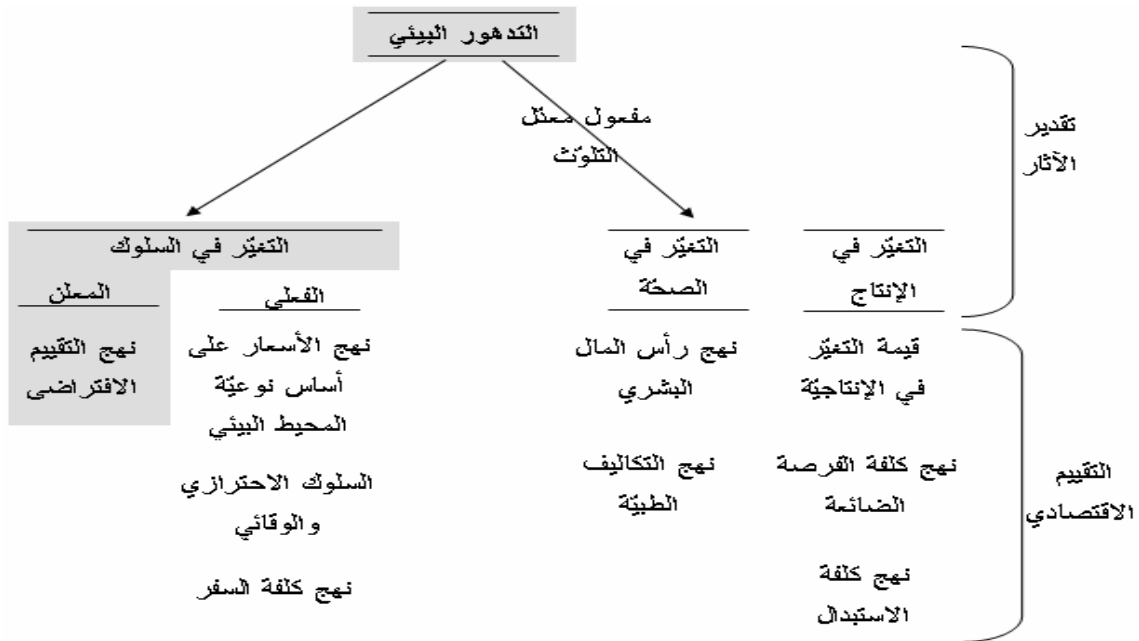 التدهور البيئي
مفعول معدّل
التلوّث
تقدير
الآثار
التغيّر في
الإنتاج
التغيّر في
الصحّة
التغيّر في السلوك
الفعلي
المعلن
قيمة التغيّر
في الإنتاجيّة
نهج كلفة الفرصة
الضائعة
نهج كلفة
الاستبدال
نهج رأس المال
البشري
نهج التكاليف
الطبيّة
نهج الأسعار على
أساس نوعيّة
المحيط البيئي
السلوك الاحترازي
والوقائي
نهج كلفة السفر
نهج التقييم
الافتراضي
التقييم
الاقتصادي